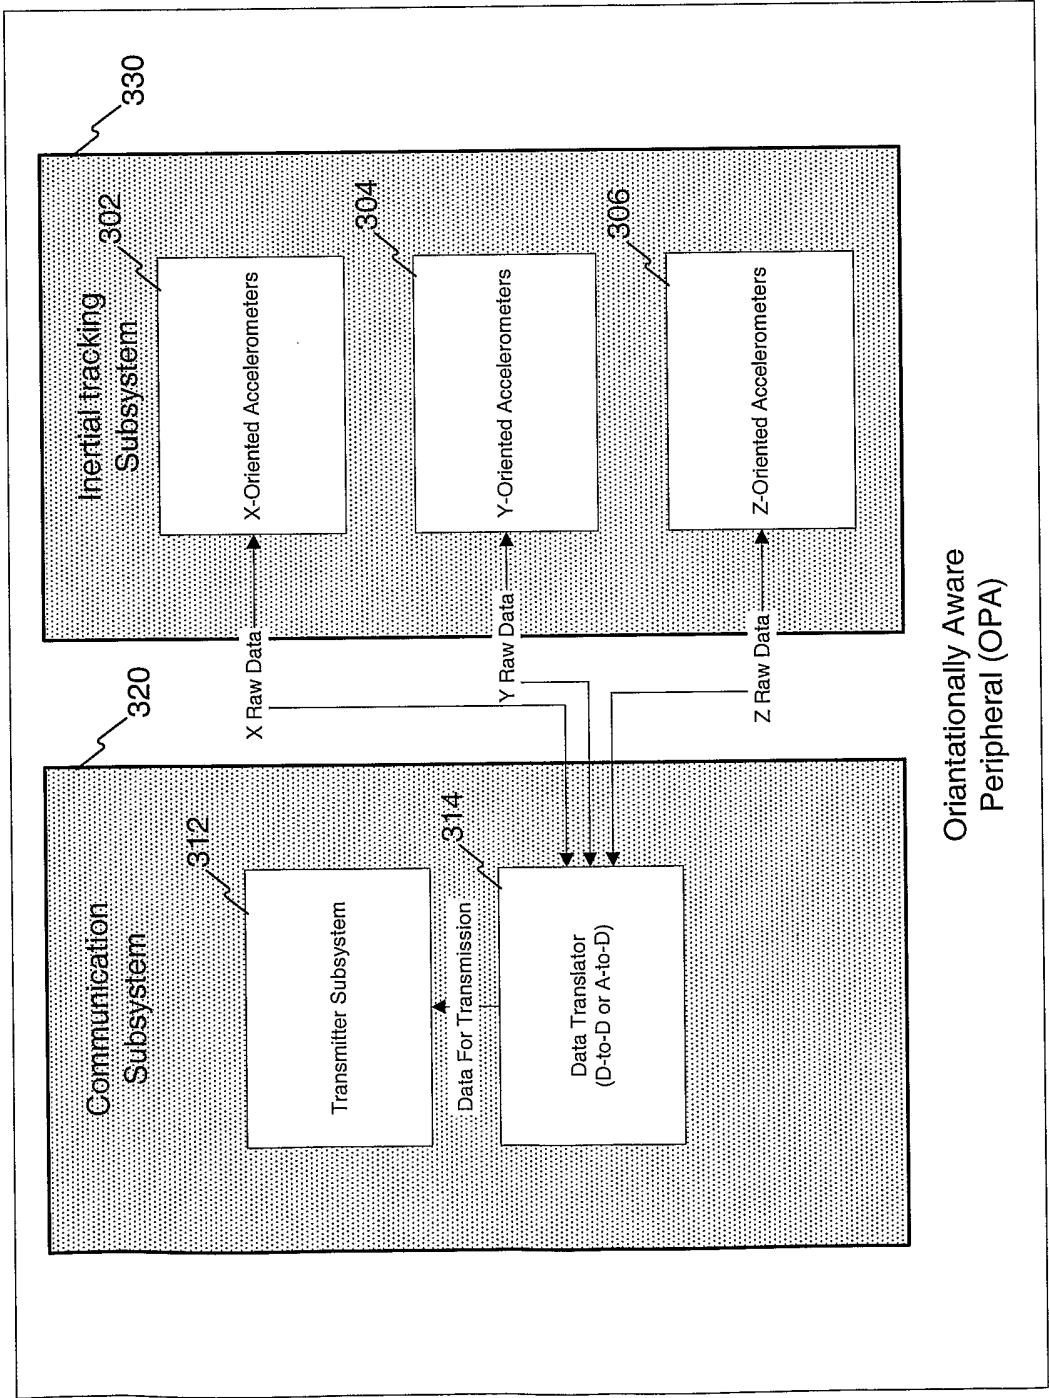 Communication
Subsystem
320
312
Transmitter Subsystem
Data For Transmission
314
Data Translator
(D-to-D or A-to-D)
X Raw Data
Y Raw Data
Z Raw Data
Inertial tracking
Subsystem
330
302
X-Oriented Accelerometers
304
Y-Oriented Accelerometers
306
Z-Oriented Accelerometers
Oriantationally Aware
Peripheral (OPA)